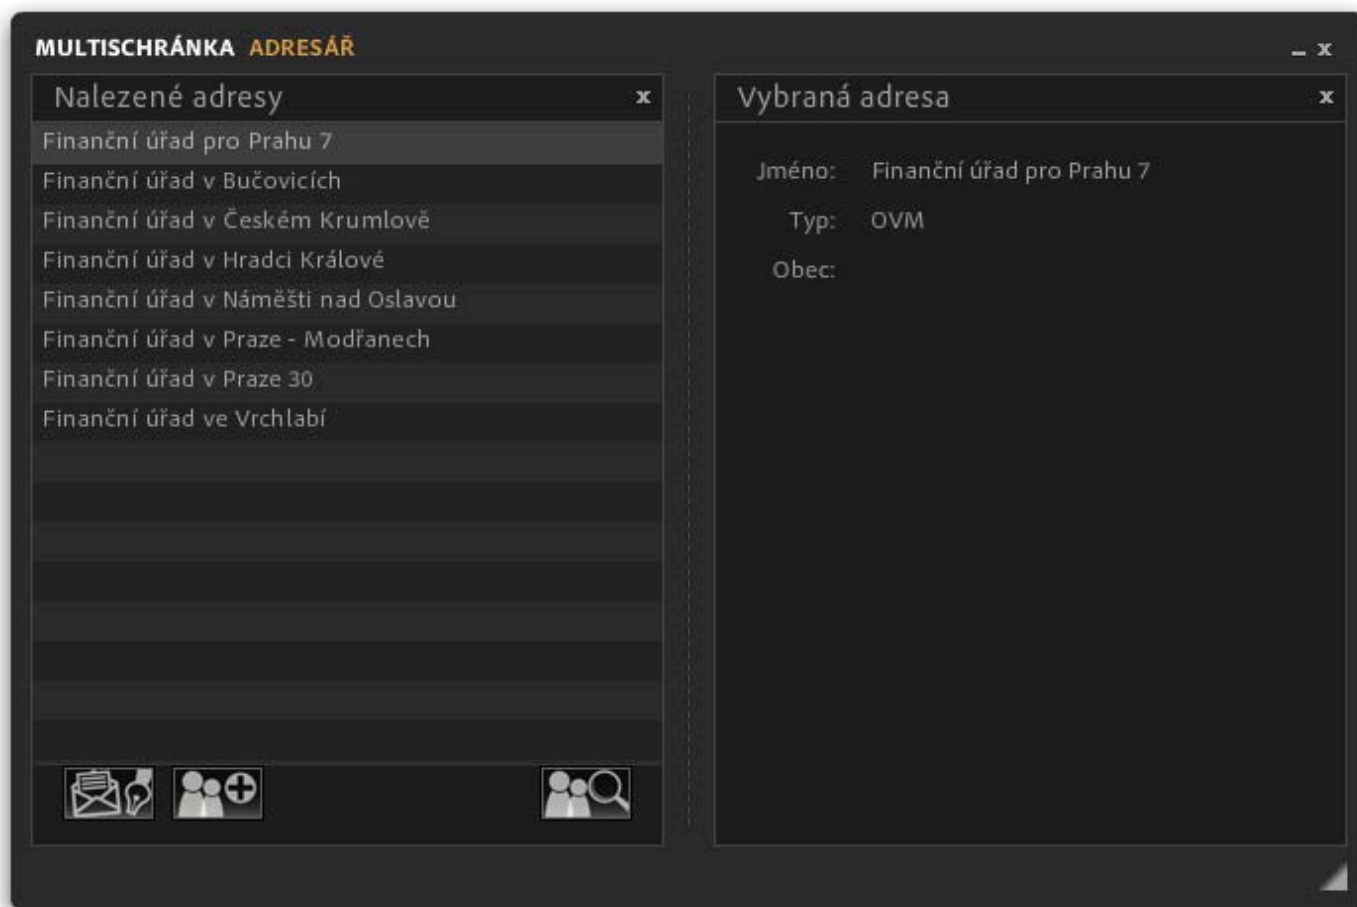 MULTISCHRÁNKA ADRESÁŘ
Nalezené adresy
Finanční úřad pro Prahu 7
Finanční úřad v Bučovicích
Finanční úřad v Českém Krumlově
Finanční úřad v Hradci Králové
Finanční úřad v Náměšti nad Oslavou
Finanční úřad v Praze - Modřanech
Finanční úřad v Praze 30
Finanční úřad ve Vrchlabí
Vybraná adresa
Jméno: Finanční úřad pro Prahu 7
Typ: OVM
Obec: